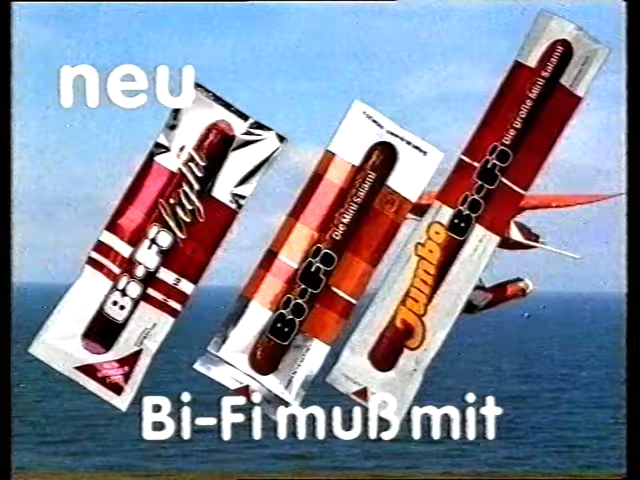 neu
Bi-Fi light
Bi-Fi Die Mini Salami
Jumbo Bi-Fi Die große Mini Salami
Bi-Fi muß mit